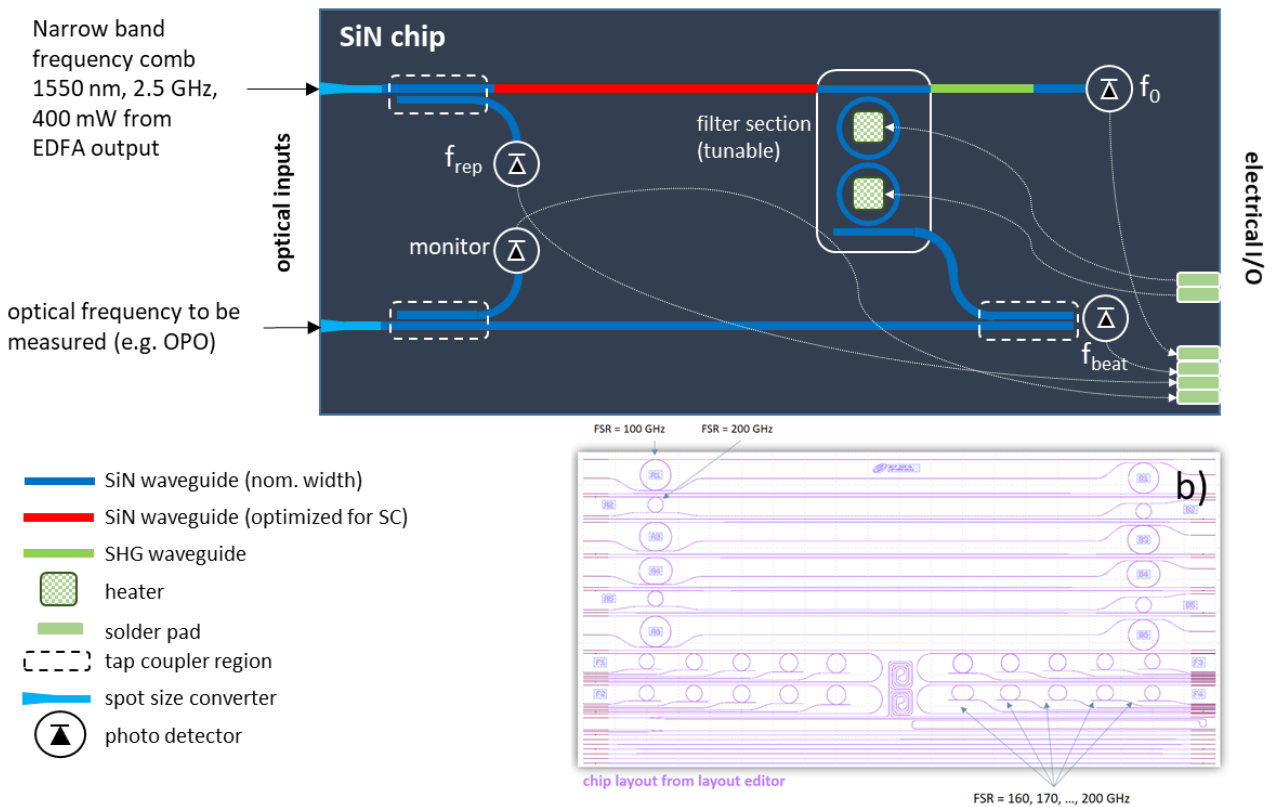 Narrow band
frequency comb
1550 nm, 2.5 GHz,
400 mW from
EDFA output
SiN chip
f0
filter section
(tunable)
frep
optical inputs
electrical I/O
monitor
optical frequency to be
measured (e.g. OPO)
fbeat
FSR = 100 GHz
FSR = 200 GHz
SiN waveguide (nom. width)
SiN waveguide (optimized for SC)
SHG waveguide
heater
solder pad
tap coupler region
spot size converter
photo detector
b)
chip layout from layout editor
FSR = 160, 170, ..., 200 GHz